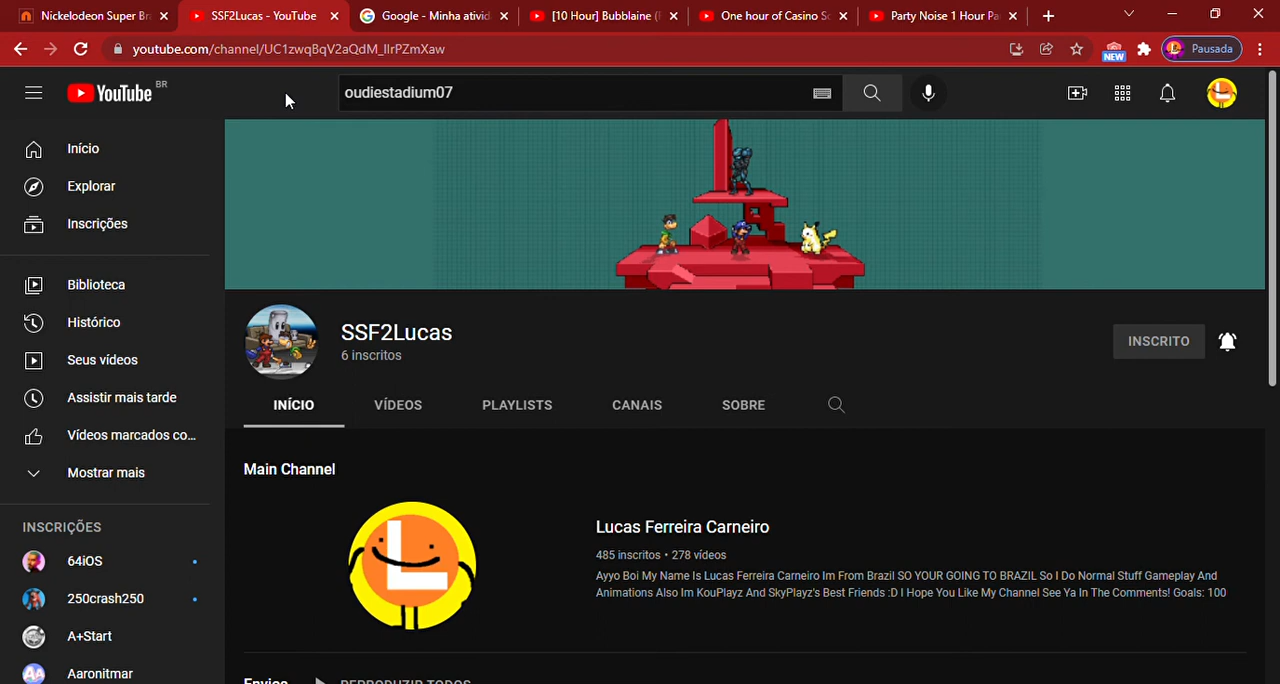 Nickelodeon Super Bra
SSF2Lucas - YouTube
Google - Minha ativid
[10 Hour] Bubblaine (
One hour of Casino So
Party Noise 1 Hour Pa
youtube.com/channel/UC1zwqBqV2aQdM_IlrPZmXaw
NEW
Pausada
YouTube BR
oudiestadium07
Início
Explorar
Inscrições
Biblioteca
Histórico
Seus vídeos
Assistir mais tarde
Vídeos marcados co...
Mostrar mais
INSCRIÇÕES
64iOS
250crash250
A+Start
AA
Aaronitmar
SSF2Lucas
6 inscritos
INSCRITO
INÍCIO
VÍDEOS
PLAYLISTS
CANAIS
SOBRE
Main Channel
L
Lucas Ferreira Carneiro
485 inscritos • 278 vídeos
Ayyo Boi My Name Is Lucas Ferreira Carneiro Im From Brazil SO YOUR GOING TO BRAZIL So I Do Normal Stuff Gameplay And
Animations Also Im KouPlayz And SkyPlayz's Best Friends :D I Hope You Like My Channel See Ya In The Comments! Goals: 100
Envios
REPRODUZIR TODOS